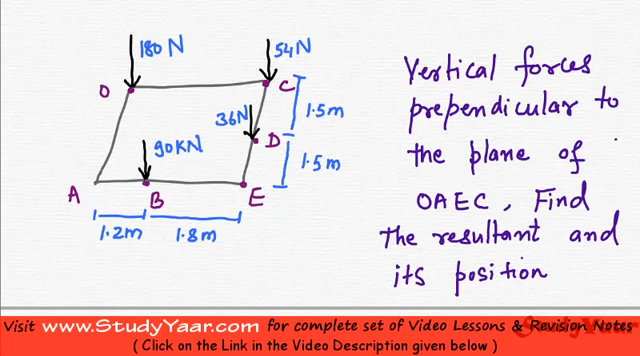 180 N
54N
O
C
Vertical forces
prependicular to
the plane of
OAEC, Find
The resultant and
its position
36N
1.5m
90KN
D
1.5m
A
B
E
1.2m
1.8m
StudyYaar
Visit www.StudyYaar.com for complete set of Video Lessons & Revision Notes
( Click on the Link in the Video Description given below )